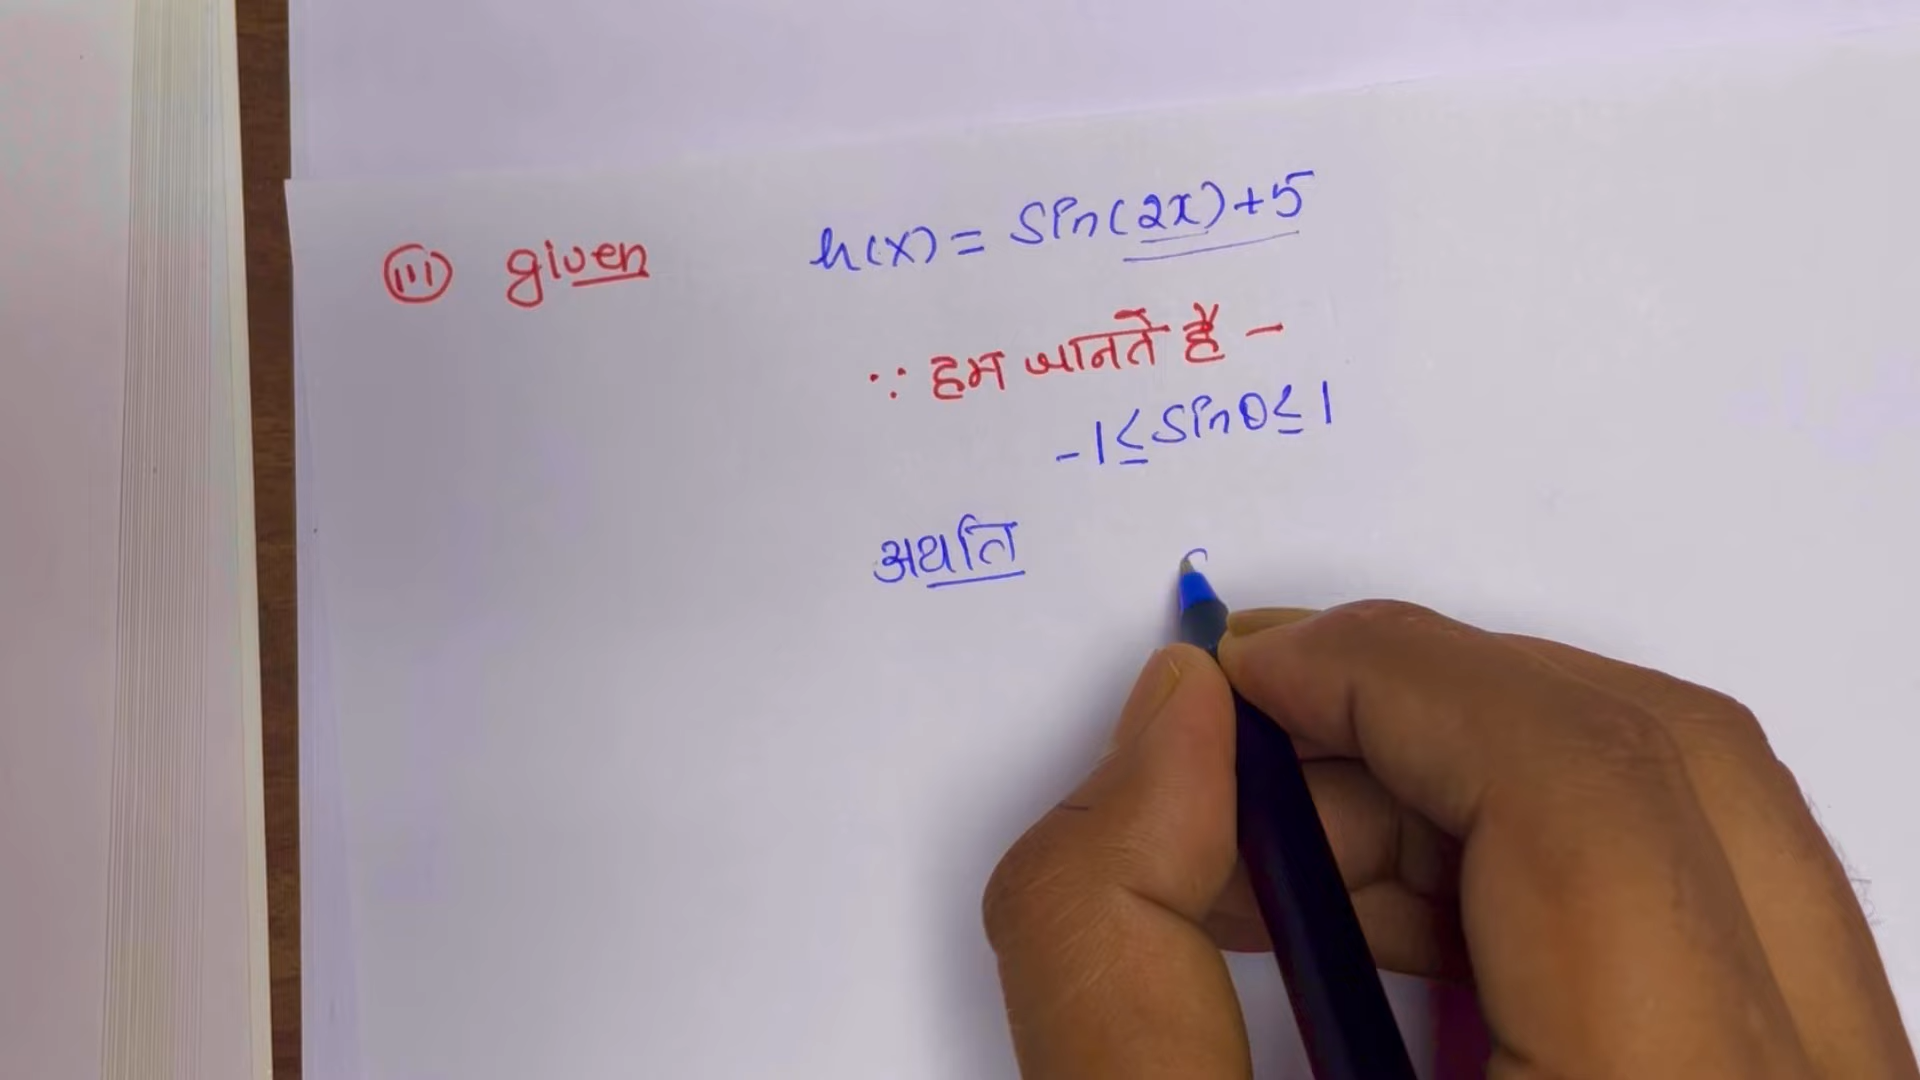 (iii) given h(x) = Sin(2x)+5
∵ हम जानते हैं -
-1 ≤ Sinθ ≤ 1
अर्थात